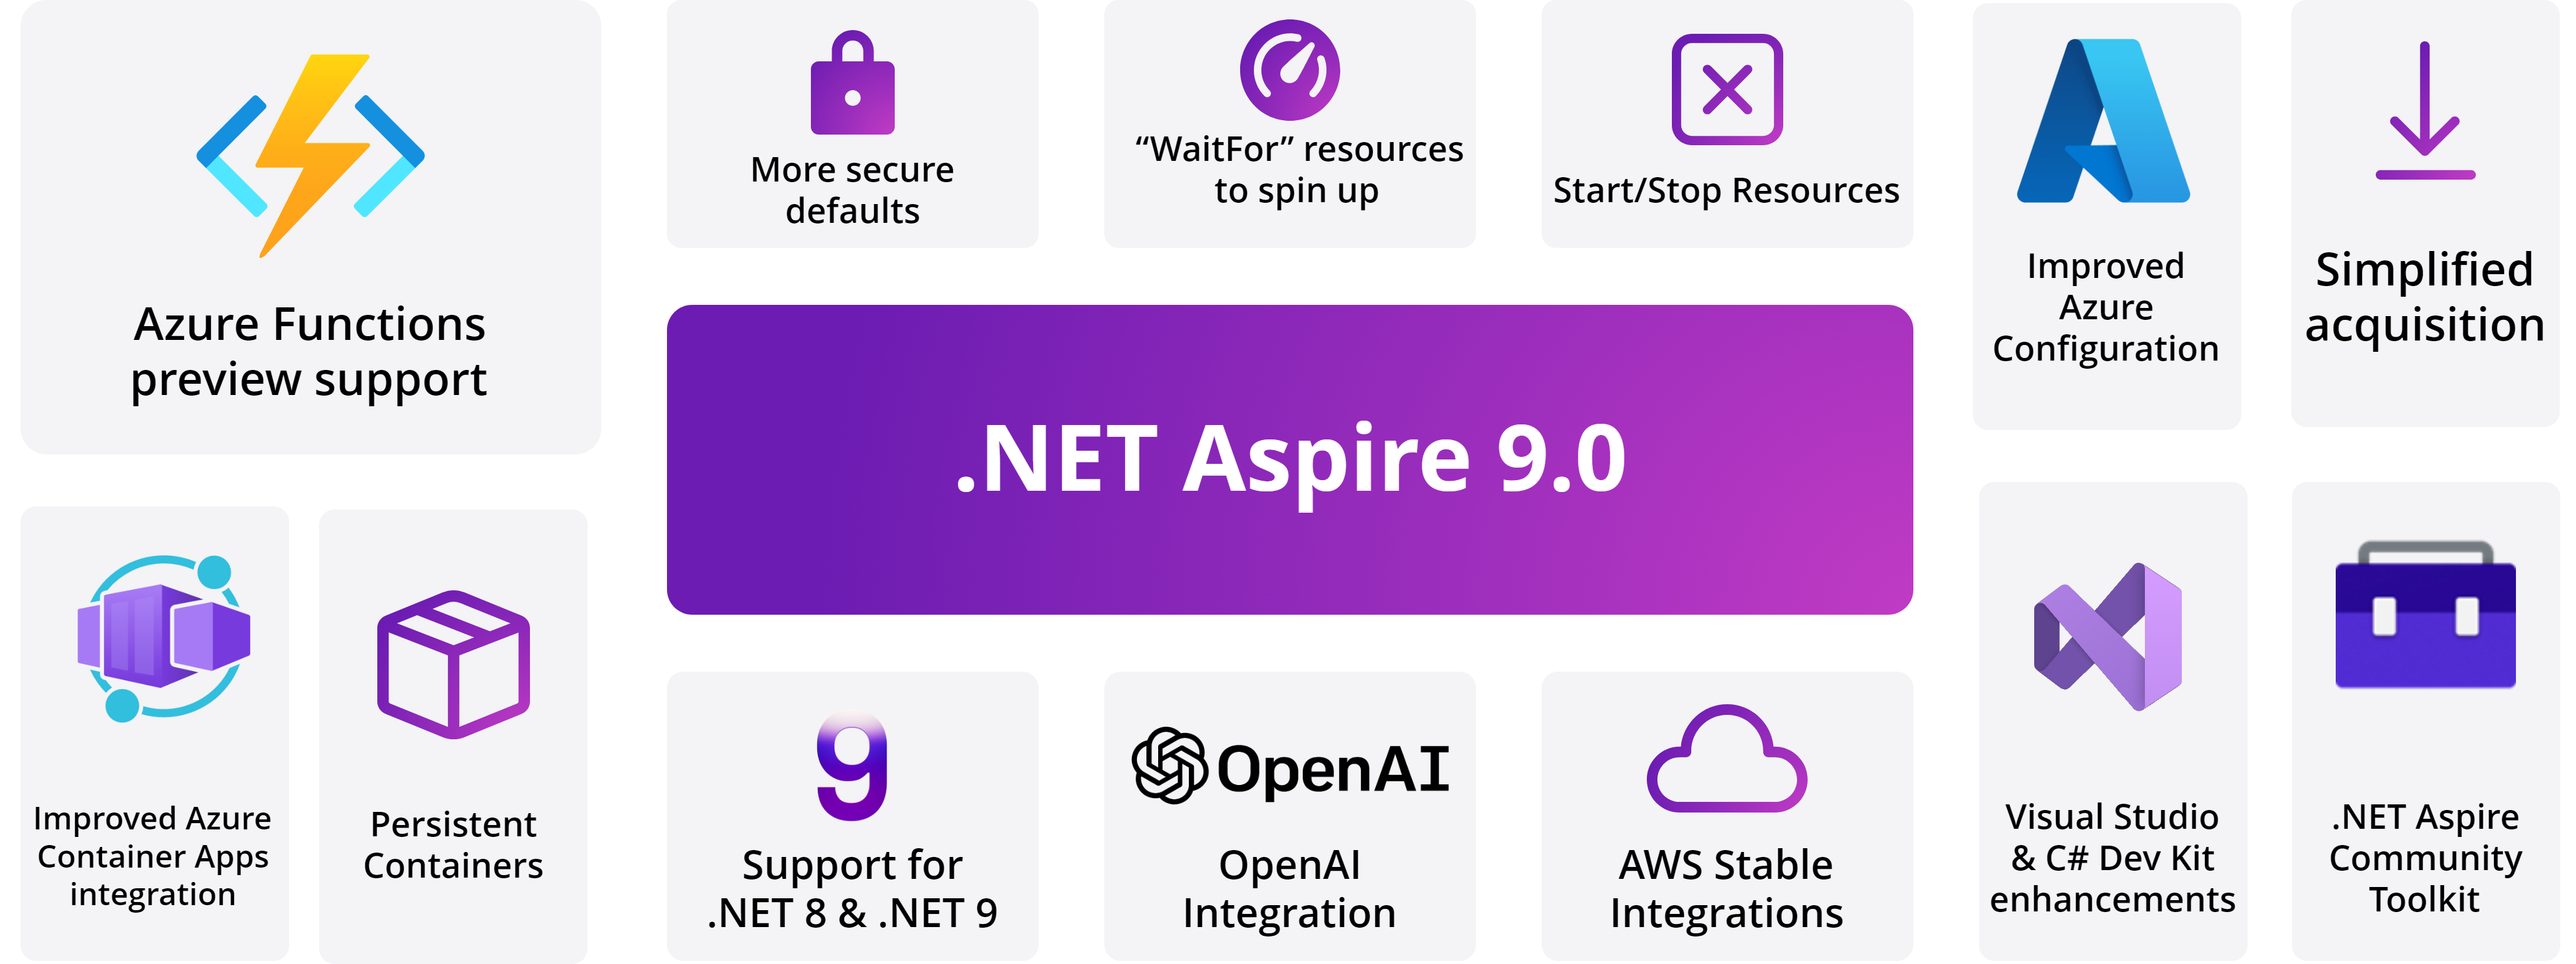 Azure Functions
preview support
More secure
defaults
“WaitFor” resources
to spin up
Start/Stop Resources
Improved
Azure
Configuration
Simplified
acquisition
.NET Aspire 9.0
Improved Azure
Container Apps
integration
Persistent
Containers
9
Support for
.NET 8 & .NET 9
OpenAI
OpenAI
Integration
AWS Stable
Integrations
Visual Studio
& C# Dev Kit
enhancements
.NET Aspire
Community
Toolkit